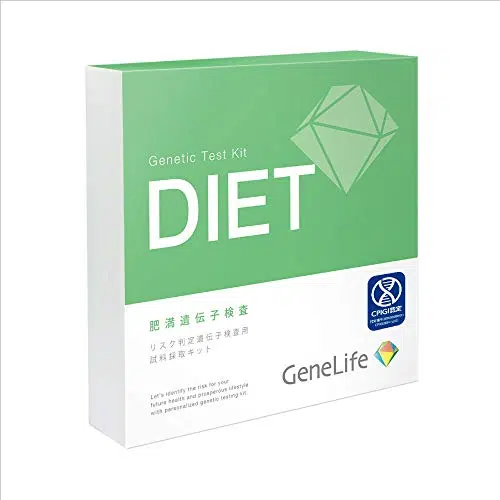 Genetic Test Kit
DIET
肥満遺伝子検査
リスク判定遺伝子検査用
試料採取キット
Let's identify the risk for your
future health and prosperous lifestyle
with personalized genetic testing kit.
CPIGI認定
GeneLife